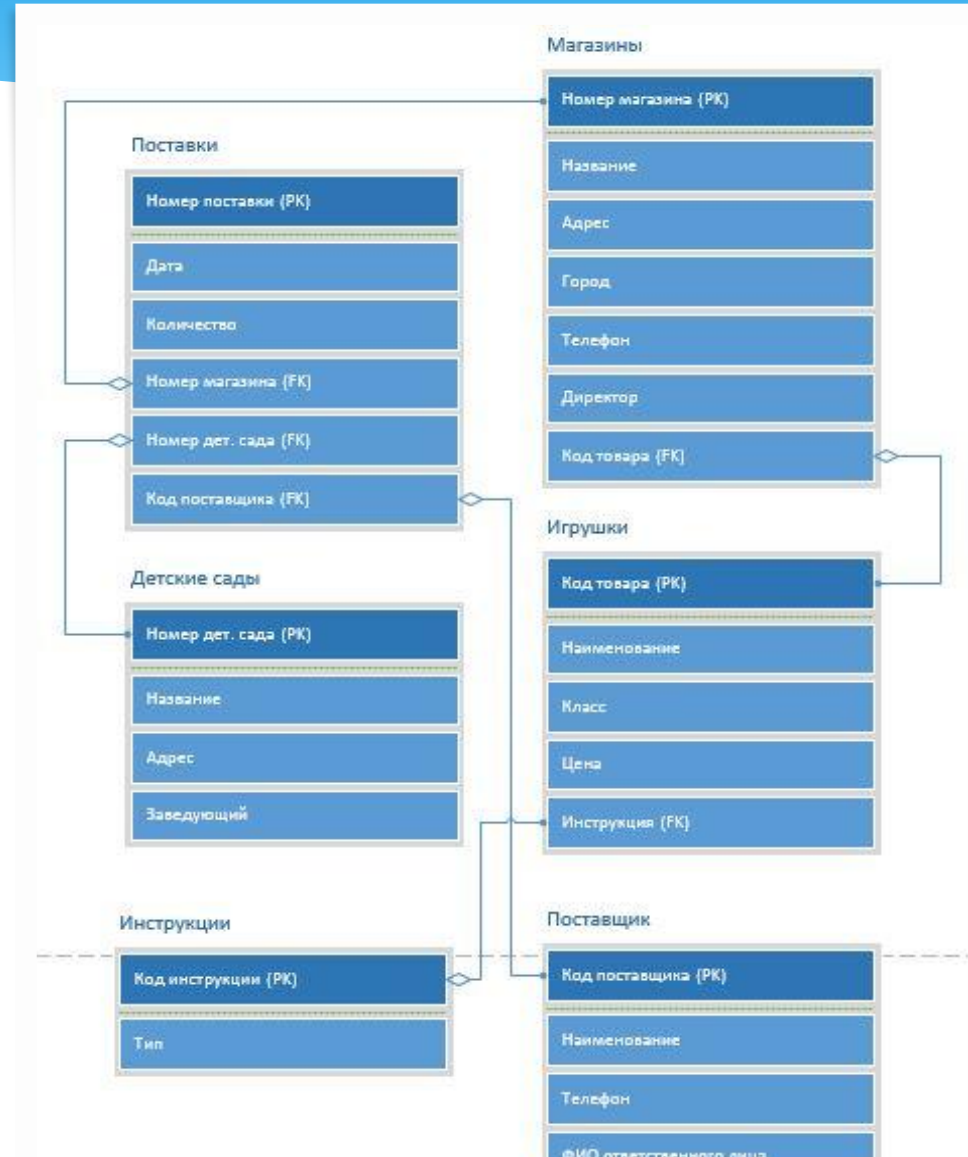 Магазины
Номер магазина (PK)
Название
Адрес
Город
Телефон
Директор
Код товара (FK)
Поставки
Номер поставки (PK)
Дата
Количество
Номер магазина (FK)
Номер дет. сада (FK)
Код поставщика (FK)
Игрушки
Код товара (PK)
Наименование
Класс
Цена
Инструкция (FK)
Детские сады
Номер дет. сада (PK)
Название
Адрес
Заведующий
Инструкции
Код инструкции (PK)
Тип
Поставщик
Код поставщика (PK)
Наименование
Телефон
ФИО ответственного лица